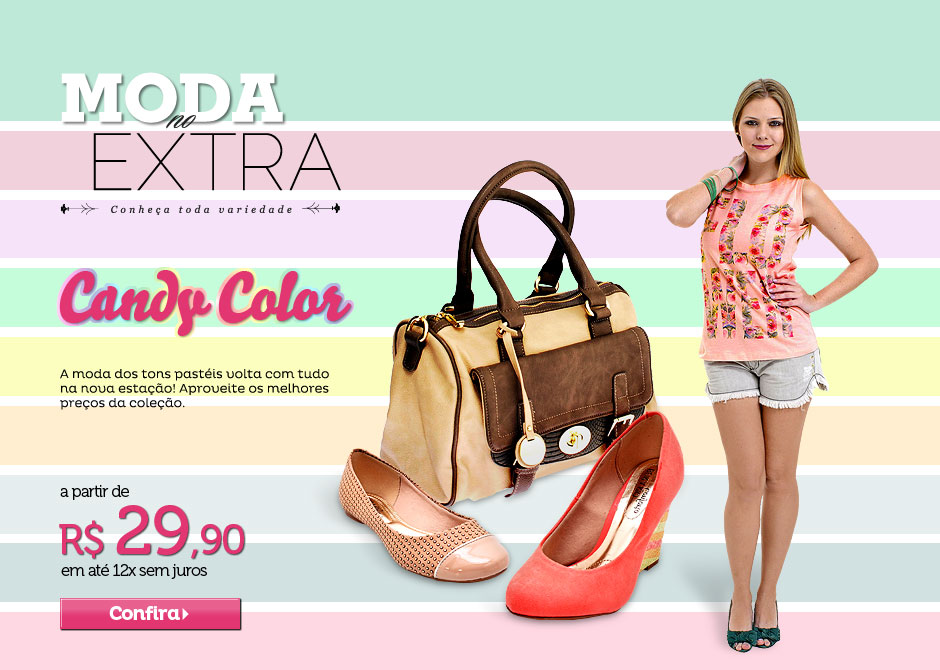 MODA
no
EXTRA
Conheça toda variedade
Candy Color
A moda dos tons pastéis volta com tudo
na nova estação! Aproveite os melhores
preços da coleção.
a partir de
R$ 29,90
em até 12x sem juros
Confira